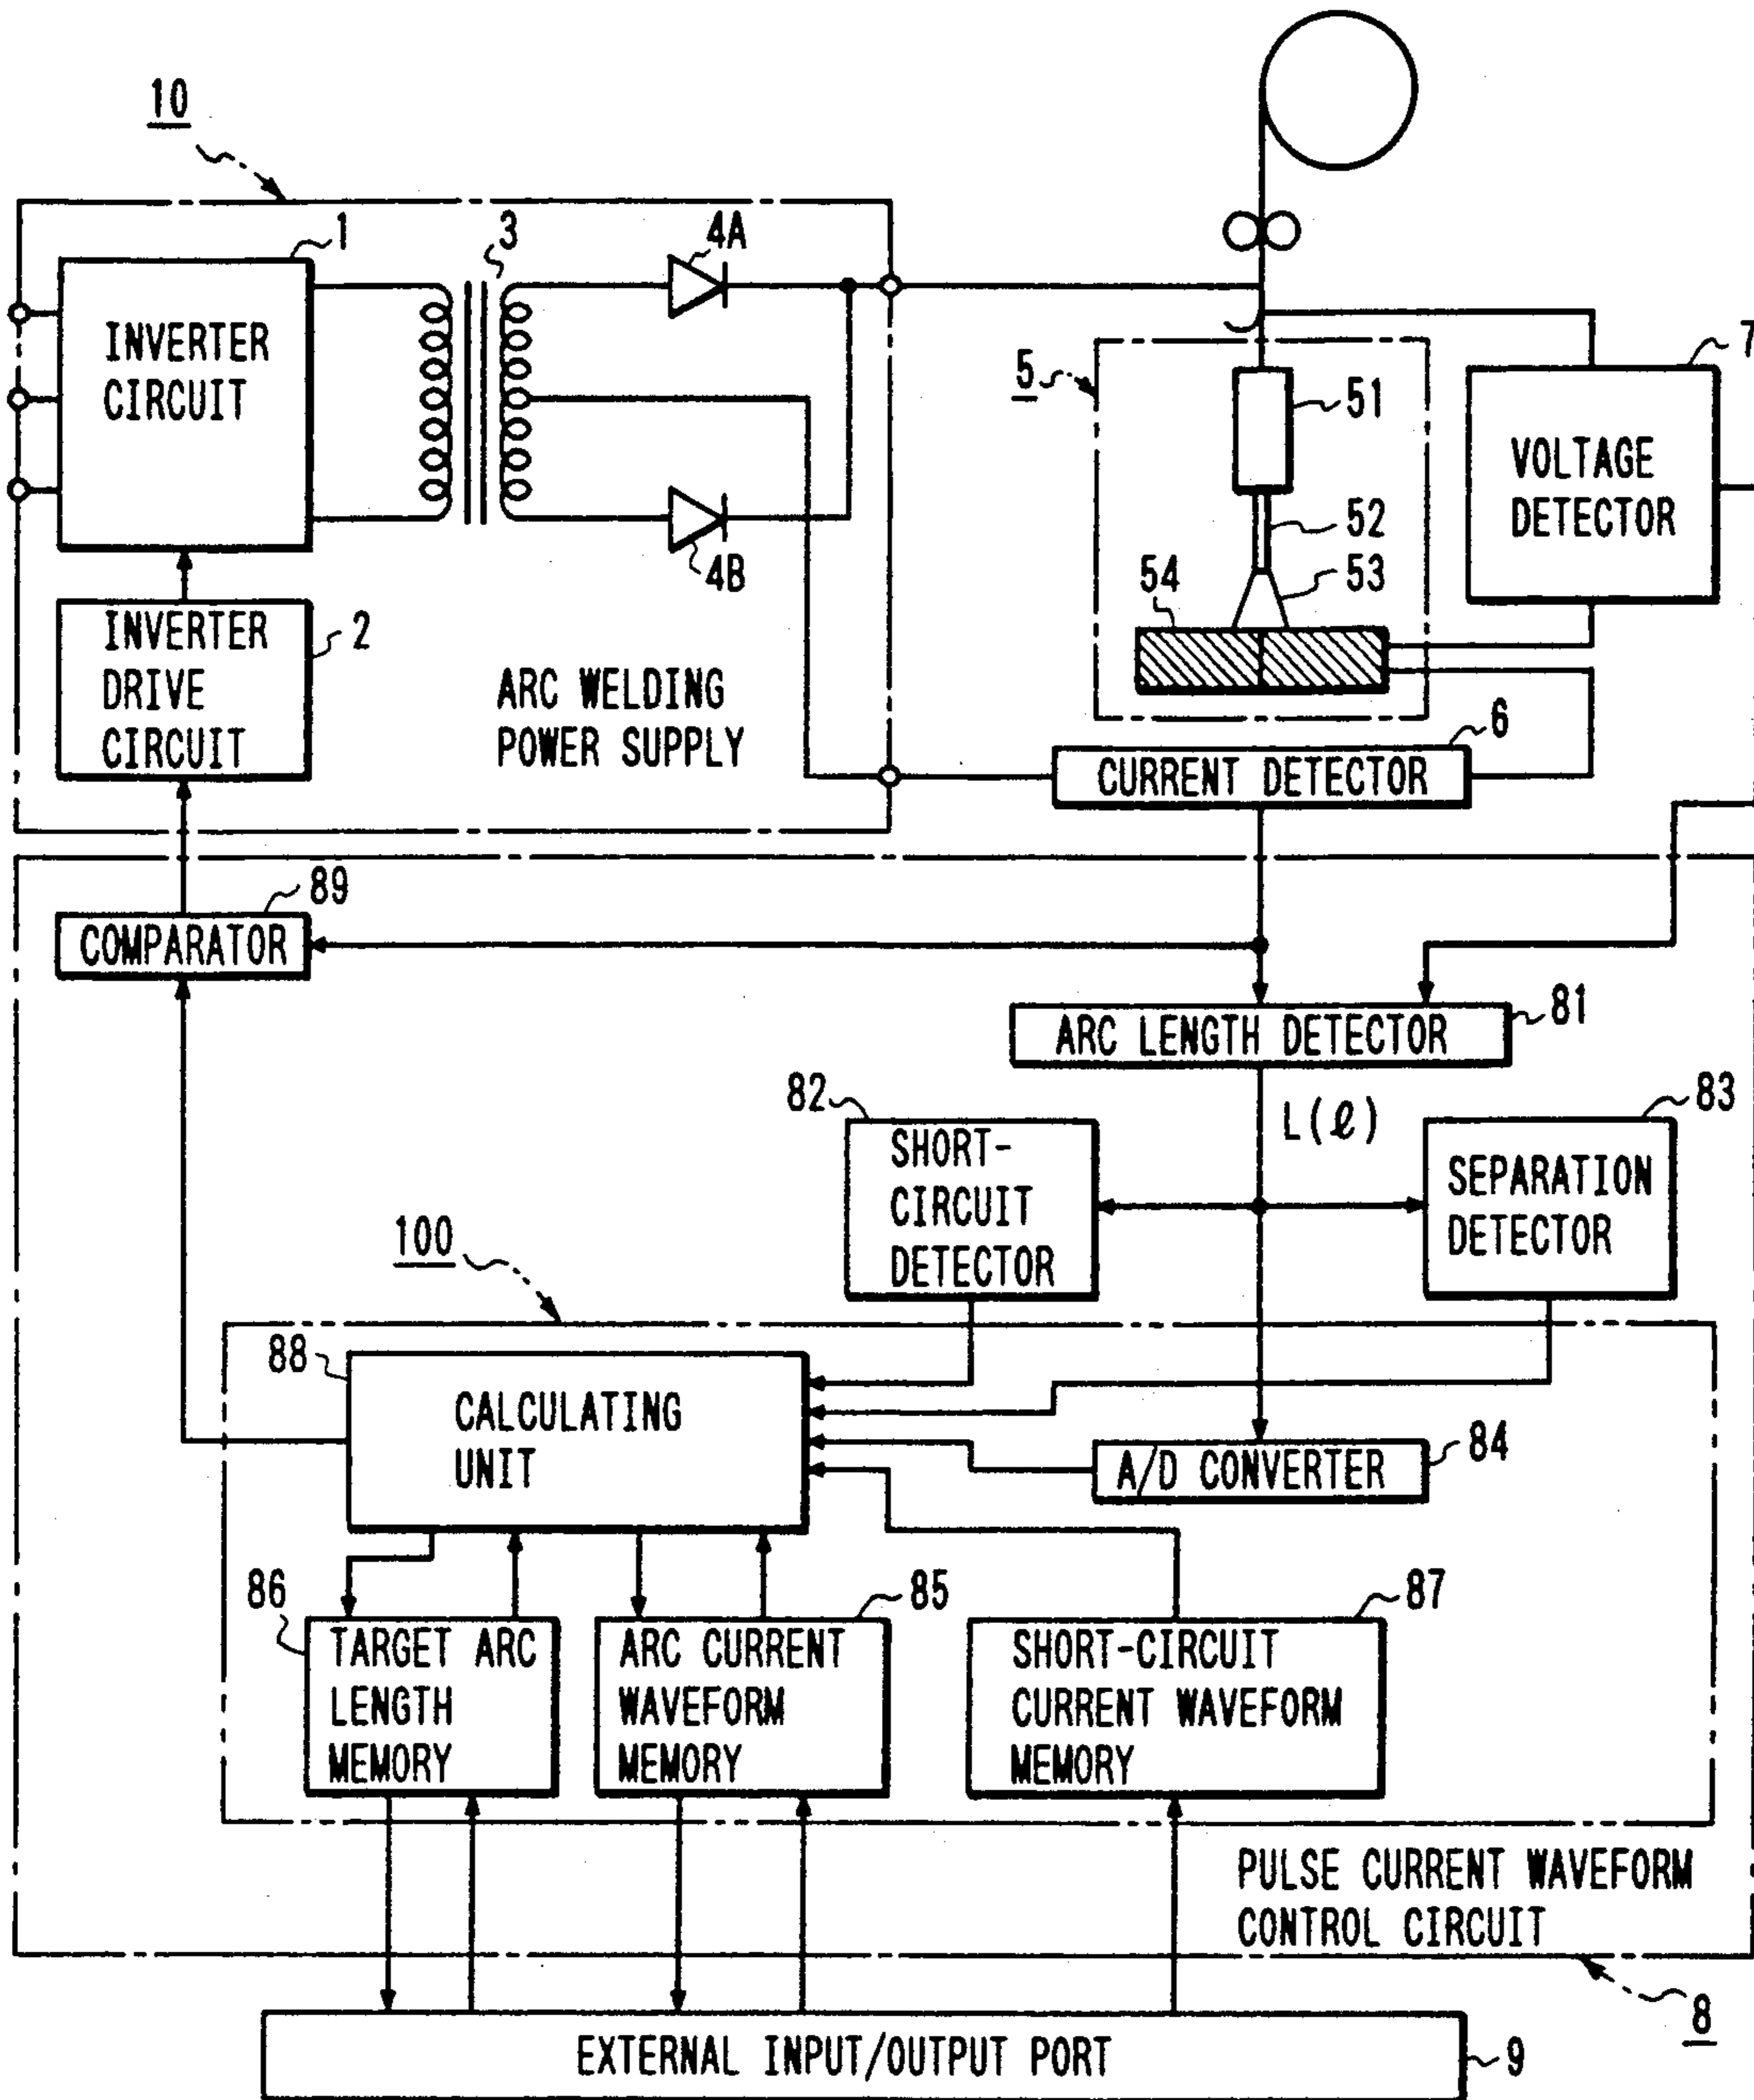 10
1
3
4A
INVERTER
CIRCUIT
7
5
51
VOLTAGE
DETECTOR
52
4B
54
53
INVERTER
DRIVE
CIRCUIT
2
ARC WELDING
POWER SUPPLY
6
CURRENT DETECTOR
89
COMPARATOR
81
ARC LENGTH DETECTOR
82
L(ℓ)
83
SHORT-
CIRCUIT
DETECTOR
SEPARATION
DETECTOR
100
88
CALCULATING
UNIT
84
A/D CONVERTER
86
85
87
TARGET ARC
LENGTH
MEMORY
ARC CURRENT
WAVEFORM
MEMORY
SHORT-CIRCUIT
CURRENT WAVEFORM
MEMORY
PULSE CURRENT WAVEFORM
CONTROL CIRCUIT
8
EXTERNAL INPUT/OUTPUT PORT
9